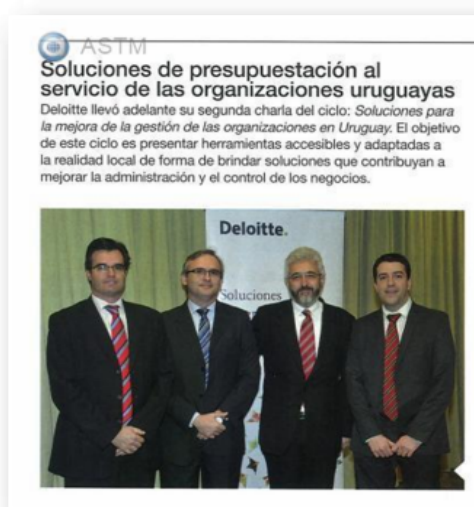 ASTM
Soluciones de presupuestación al
servicio de las organizaciones uruguayas
Deloitte llevó adelante su segunda charla del ciclo: Soluciones para
la mejora de la gestión de las organizaciones en Uruguay. El objetivo
de este ciclo es presentar herramientas accesibles y adaptadas a
la realidad local de forma de brindar soluciones que contribuyan a
mejorar la administración y el control de los negocios.
Deloitte.
Soluciones